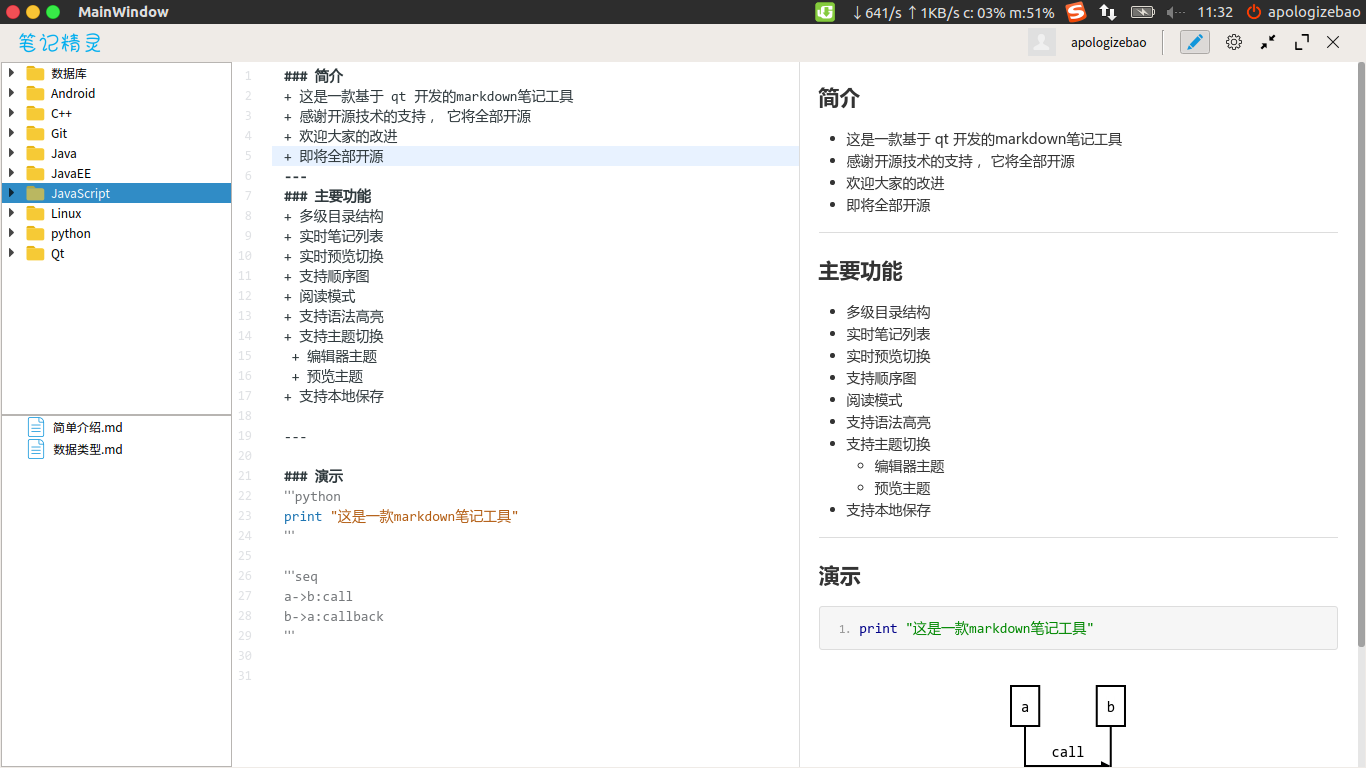 MainWindow
↓641/s ↑1KB/s c: 03% m:51%
11:32
apologizebao
笔记精灵
apologizebao
数据库
Android
C++
Git
Java
JavaEE
JavaScript
Linux
python
Qt
简单介绍.md
数据类型.md
1 ### 简介
2 + 这是一款基于 qt 开发的markdown笔记工具
3 + 感谢开源技术的支持 ， 它将全部开源
4 + 欢迎大家的改进
5 + 即将全部开源
6 ---
7 ### 主要功能
8 + 多级目录结构
9 + 实时笔记列表
10 + 实时预览切换
11 + 支持顺序图
12 + 阅读模式
13 + 支持语法高亮
14 + 支持主题切换
15  + 编辑器主题
16  + 预览主题
17 + 支持本地保存
18
19 ---
20
21 ### 演示
22 ```python
23 print "这是一款markdown笔记工具"
24 ```
25
26 ```seq
27 a->b:call
28 b->a:callback
29 ```
30
31
简介
• 这是一款基于 qt 开发的markdown笔记工具
• 感谢开源技术的支持 ，它将全部开源
• 欢迎大家的改进
• 即将全部开源
主要功能
• 多级目录结构
• 实时笔记列表
• 实时预览切换
• 支持顺序图
• 阅读模式
• 支持语法高亮
• 支持主题切换
◦ 编辑器主题
◦ 预览主题
• 支持本地保存
演示
1. print "这是一款markdown笔记工具"
a b
call